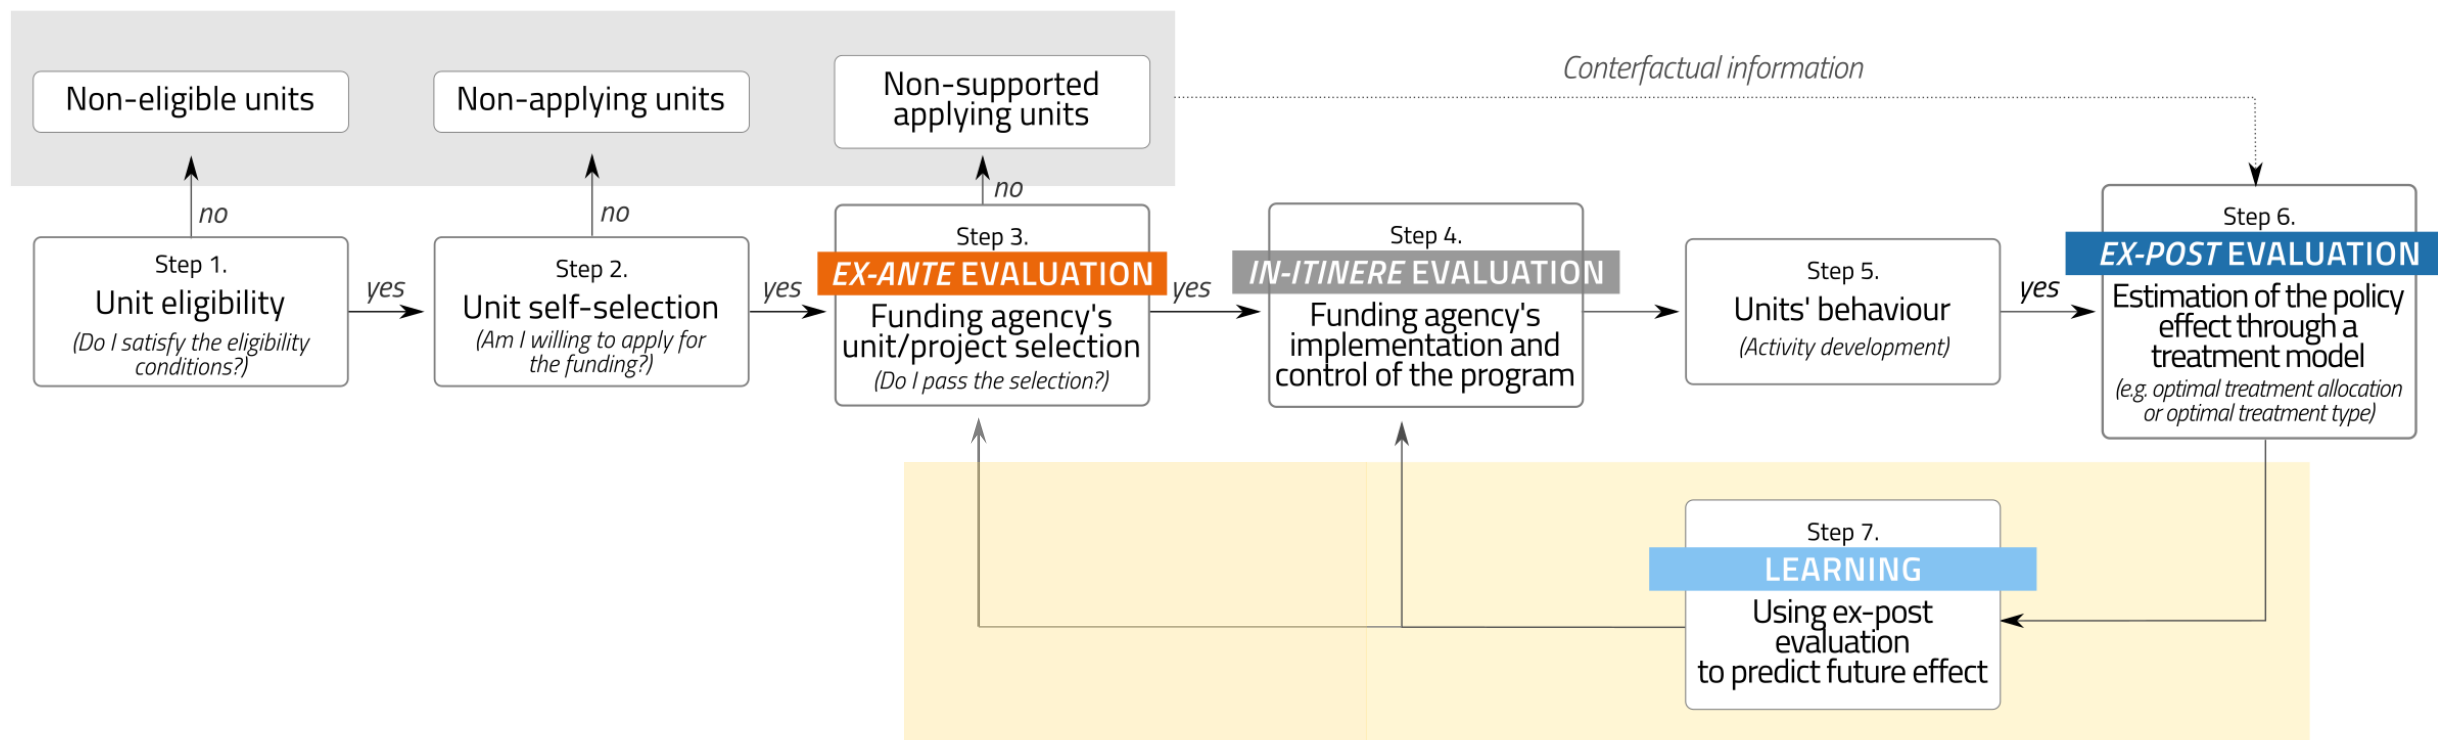 Non-eligible units
Non-applying units
Non-supported
applying units
Conterfactual information
no
no
no
Step 1.
Unit eligibility
(Do I satisfy the eligibility
conditions?)
yes
Step 2.
Unit self-selection
(Am I willing to apply for
the funding?)
yes
Step 3.
EX-ANTE EVALUATION
Funding agency's
unit/project selection
(Do I pass the selection?)
yes
Step 4.
IN-ITINERE EVALUATION
Funding agency's
implementation and
control of the program
Step 5.
Units' behaviour
(Activity development)
yes
Step 6.
EX-POST EVALUATION
Estimation of the policy
effect through a
treatment model
(e.g. optimal treatment allocation
or optimal treatment type)
Step 7.
LEARNING
Using ex-post
evaluation
to predict future effect